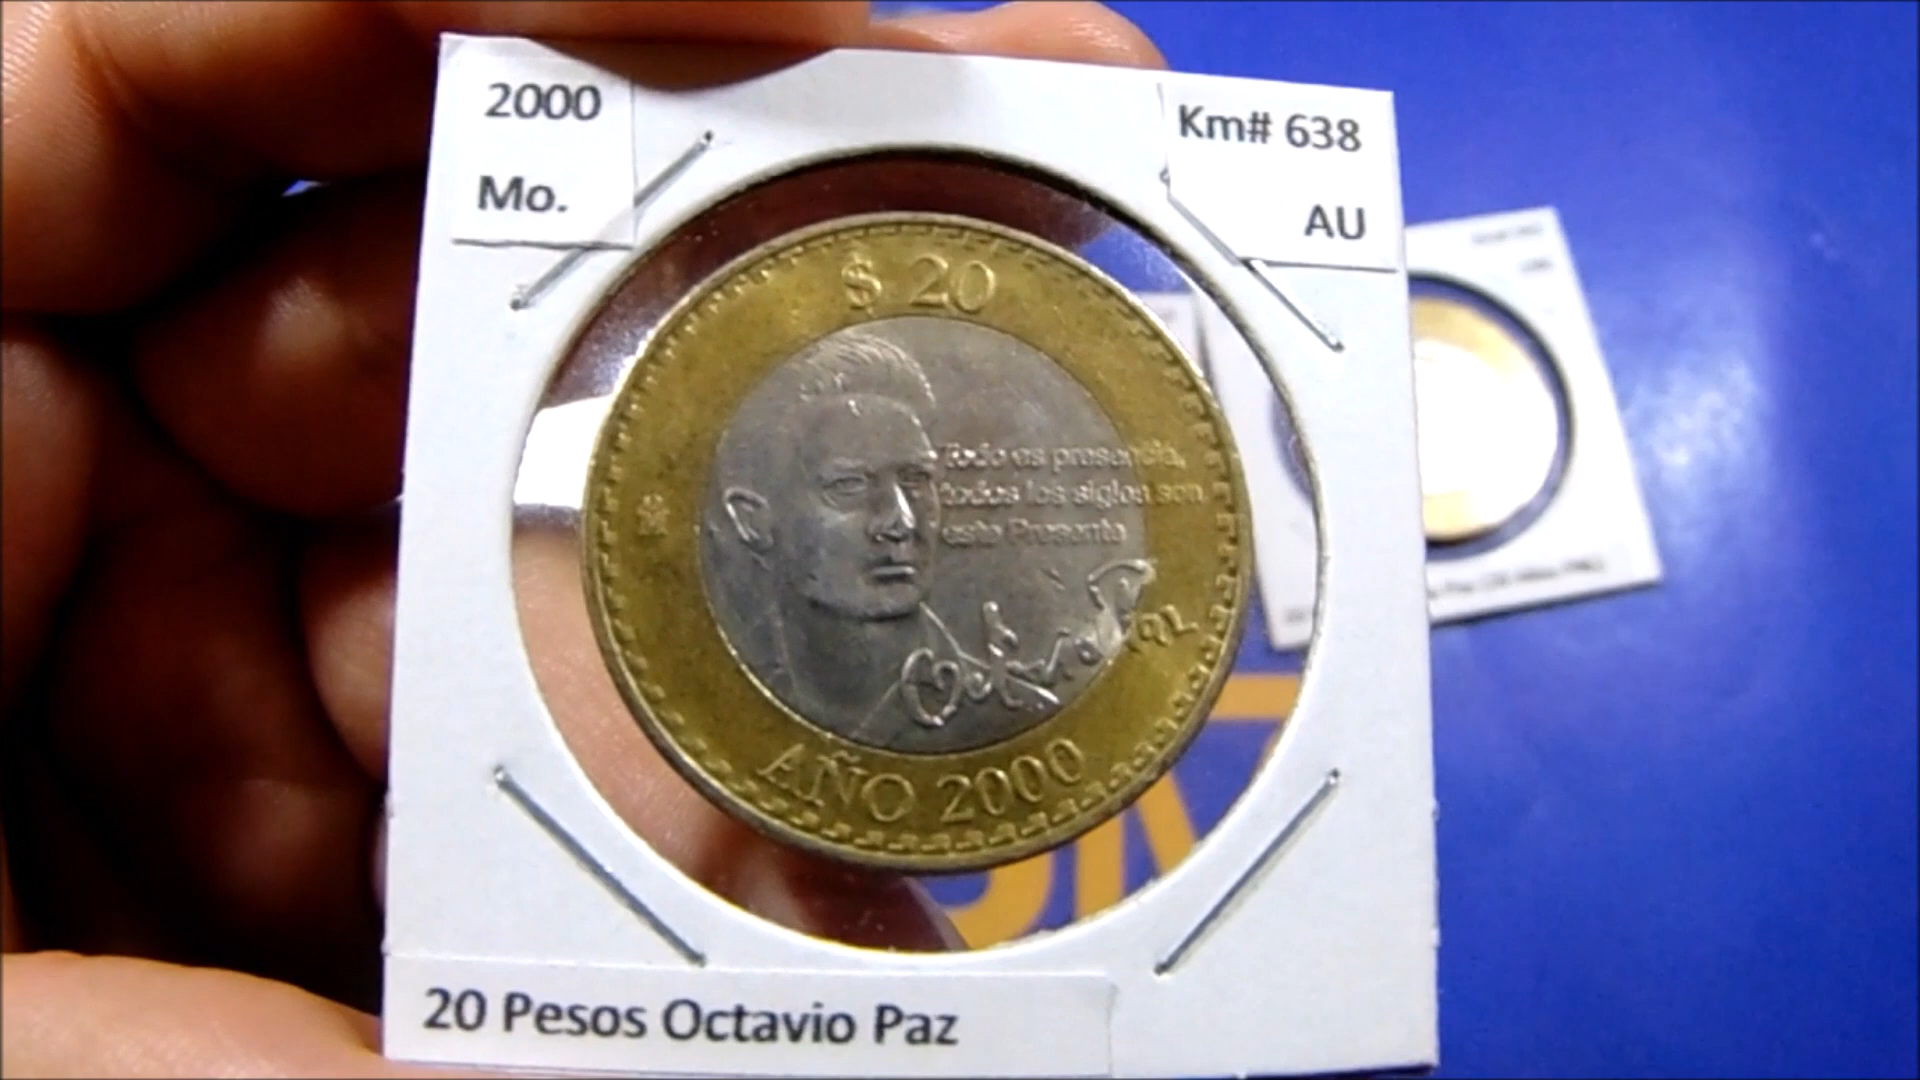 2000
Mo.
Km# 638
AU
$ 20
Todo es presencia,
todos los siglos son
este Presente
Octavio Paz
AÑO 2000
20 Pesos Octavio Paz